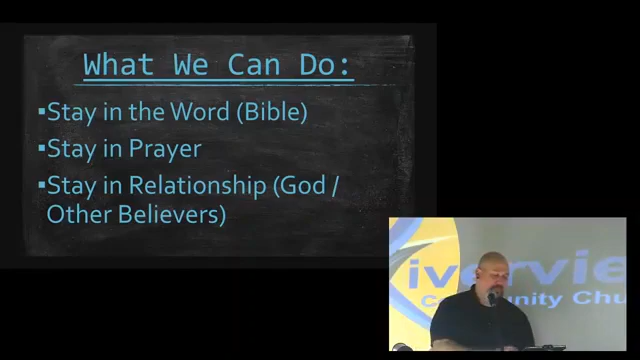 What We Can Do:
▪Stay in the Word (Bible)
▪Stay in Prayer
▪Stay in Relationship (God /
Other Believers)
ivervie
Community Chu